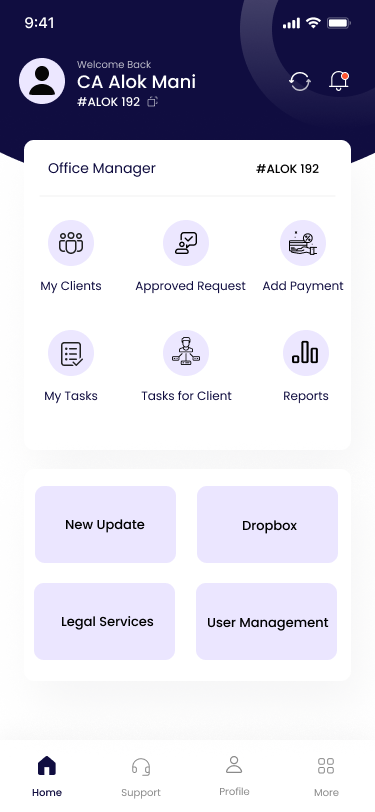 9:41
Welcome Back
CA Alok Mani
#ALOK 192
Office Manager #ALOK 192
My Clients Approved Request Add Payment
My Tasks Tasks for Client Reports
New Update Dropbox
Legal Services User Management
Home Support Profile More